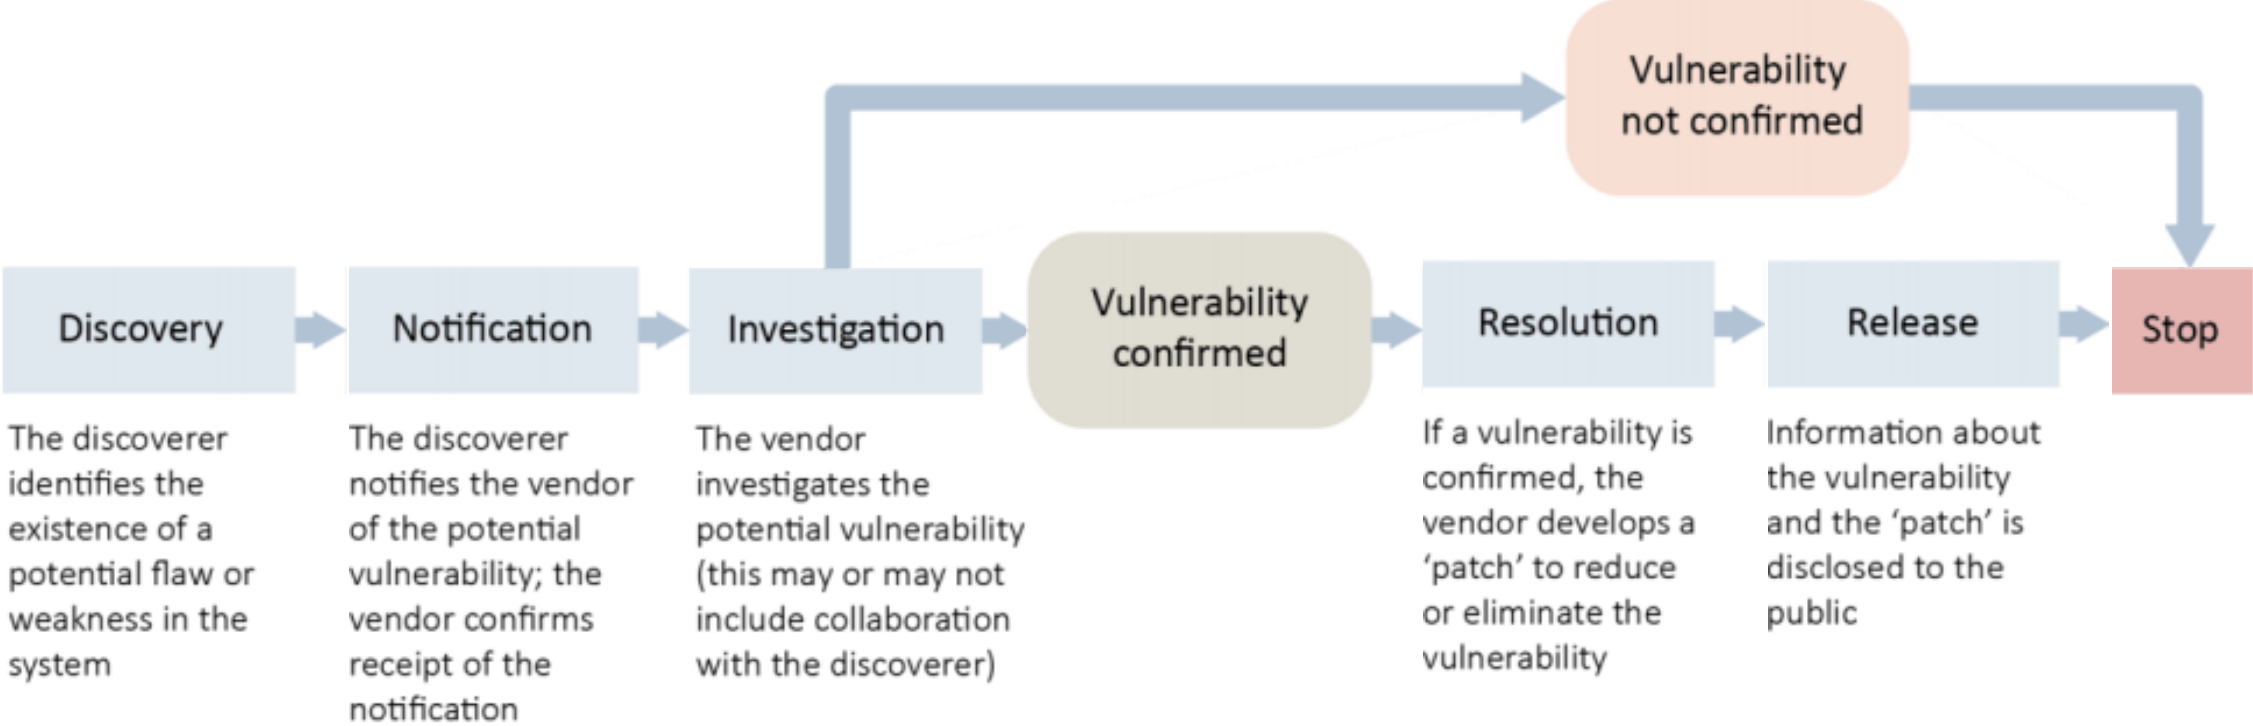 Vulnerability
not confirmed
Discovery
Notification
Investigation
Vulnerability
confirmed
Resolution
Release
Stop
The discoverer
identifies the
existence of a
potential flaw or
weakness in the
system
The discoverer
notifies the vendor
of the potential
vulnerability; the
vendor confirms
receipt of the
notification
The vendor
investigates the
potential vulnerability
(this may or may not
include collaboration
with the discoverer)
If a vulnerability is
confirmed, the
vendor develops a
‘patch’ to reduce
or eliminate the
vulnerability
Information about
the vulnerability
and the ‘patch’ is
disclosed to the
public